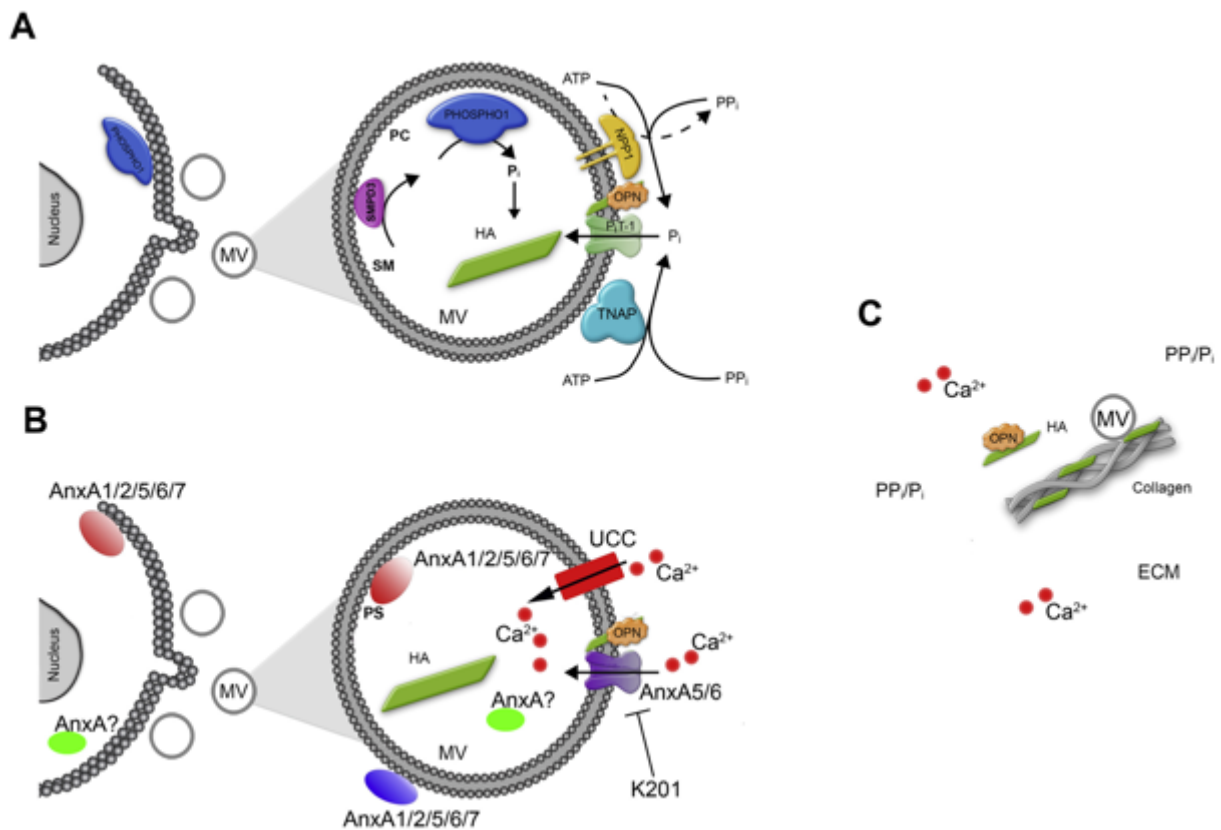 A
PHOSPHO1
Nucleus
MV
PC
PHOSPHO1
SMPD3
Pi
HA
SM
MV
ATP
PPi
NPP1
OPN
PiT-1
Pi
TNAP
ATP
PPi
B
AnxA1/2/5/6/7
Nucleus
AnxA?
MV
AnxA1/2/5/6/7
PS
UCC
Ca2+
Ca2+
OPN
Ca2+
HA
AnxA5/6
AnxA?
MV
K201
AnxA1/2/5/6/7
C
PPi/Pi
Ca2+
OPN
HA
MV
PPi/Pi
Collagen
ECM
Ca2+